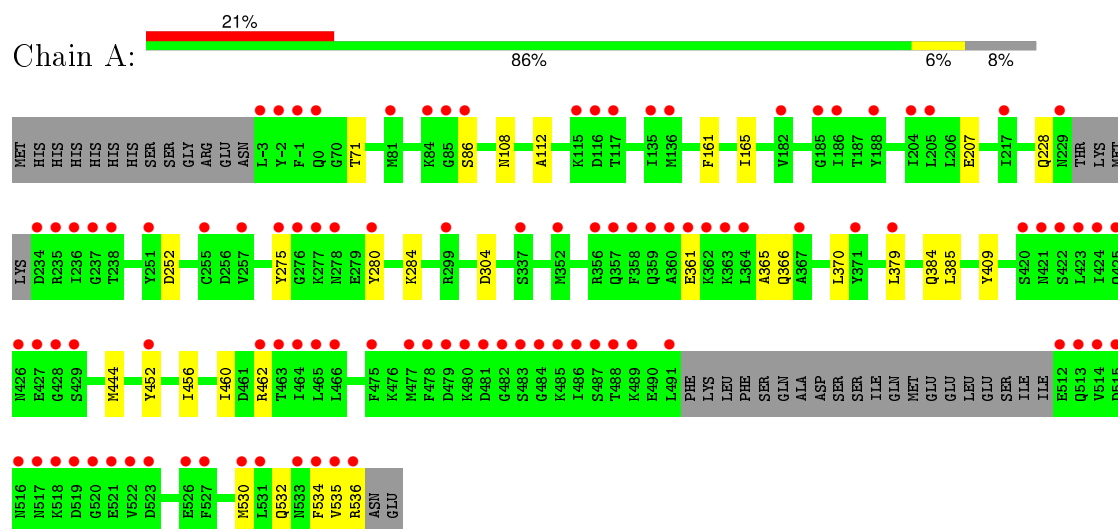 21%
Chain A:
86% 6% 8%
MET HIS HIS HIS HIS HIS HIS SER SER GLY ARG GLU ASN L-3 Y-2 F-1 Q0 G70 T71 M81 K84 G85 S86 N108 A112 K115 D116 T117 I135 M136 F161 I165 V182 G185 I186 T187 Y188 I204 L205 L206 E207 I217 Q228 N229 THR LYS MET
LYS D234 R235 I236 G237 T238 Y251 D252 C255 D256 V257 Y275 G276 K277 N278 E279 Y280 K284 R299 D304 S337 M352 R356 Q357 F358 Q359 A360 E361 K362 K363 L364 A365 Q366 A367 L370 Y371 L379 Q384 L385 Y409 S420 N421 S422 L423 I424 Q425
N426 E427 G428 S429 M444 Y452 I456 I460 D461 R462 T463 I464 L465 L466 F475 K476 M477 F478 D479 K480 D481 G482 S483 G484 K485 I486 S487 T488 K489 E490 L491 PHE LYS LEU PHE SER GLN ALA ASP SER SER ILE GLN MET GLU GLU LEU GLU SER ILE ILE E512 Q513 V514 D515
N516 N517 K518 D519 G520 E521 V522 D523 E526 F527 M530 L531 Q532 N533 F534 V535 R536 ASN GLU